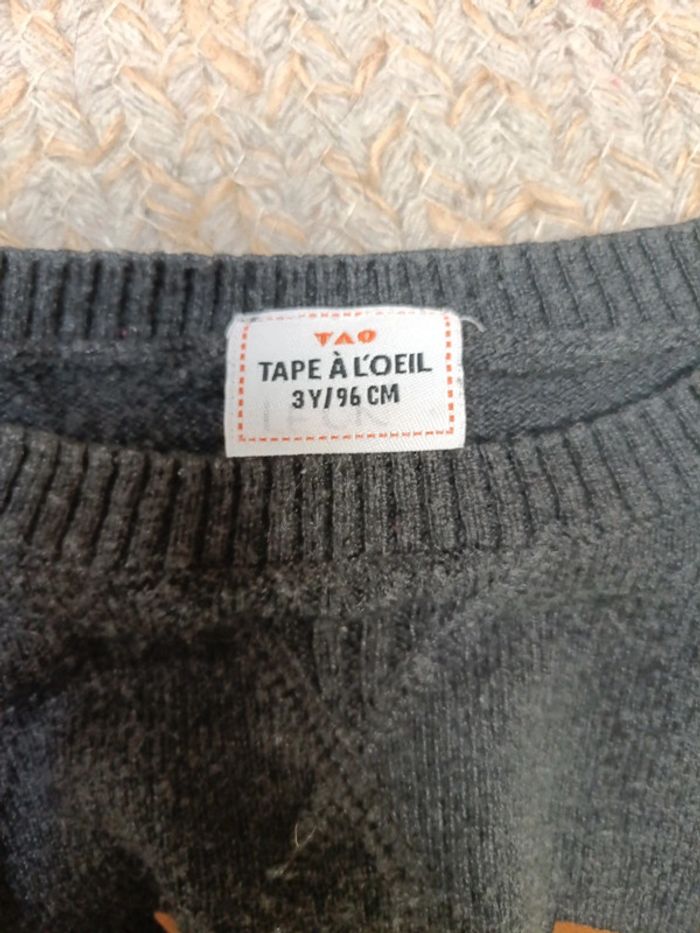 TAO
TAPE À L'OEIL
3Y/96 CM